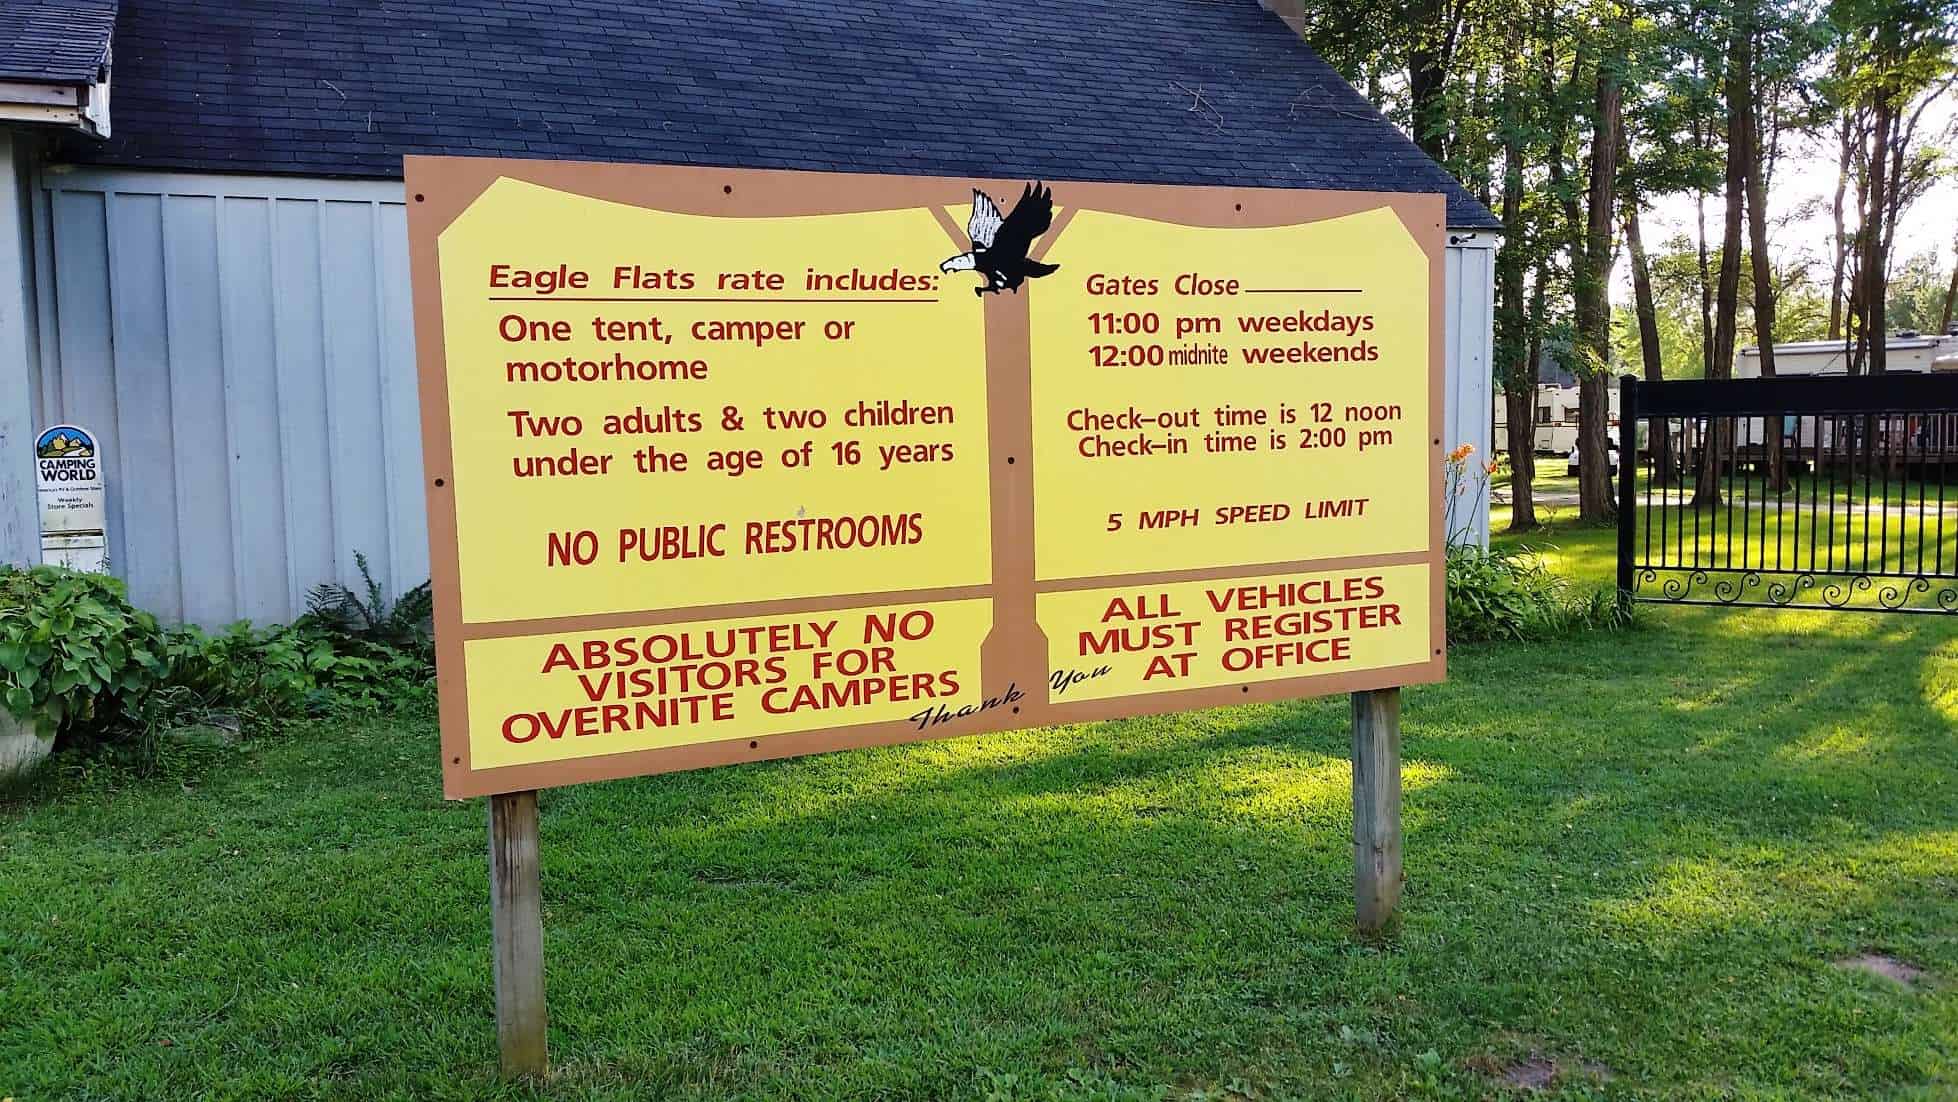 Eagle Flats rate includes:
One tent, camper or
motorhome
Two adults & two children
under the age of 16 years
NO PUBLIC RESTROOMS
ABSOLUTELY NO
VISITORS FOR
OVERNITE CAMPERS
Gates Close
11:00 pm weekdays
12:00 midnite weekends
Check-out time is 12 noon
Check-in time is 2:00 pm
5 MPH SPEED LIMIT
ALL VEHICLES
MUST REGISTER
AT OFFICE
Thank You
CAMPING
WORLD
Weekly
Store Specials